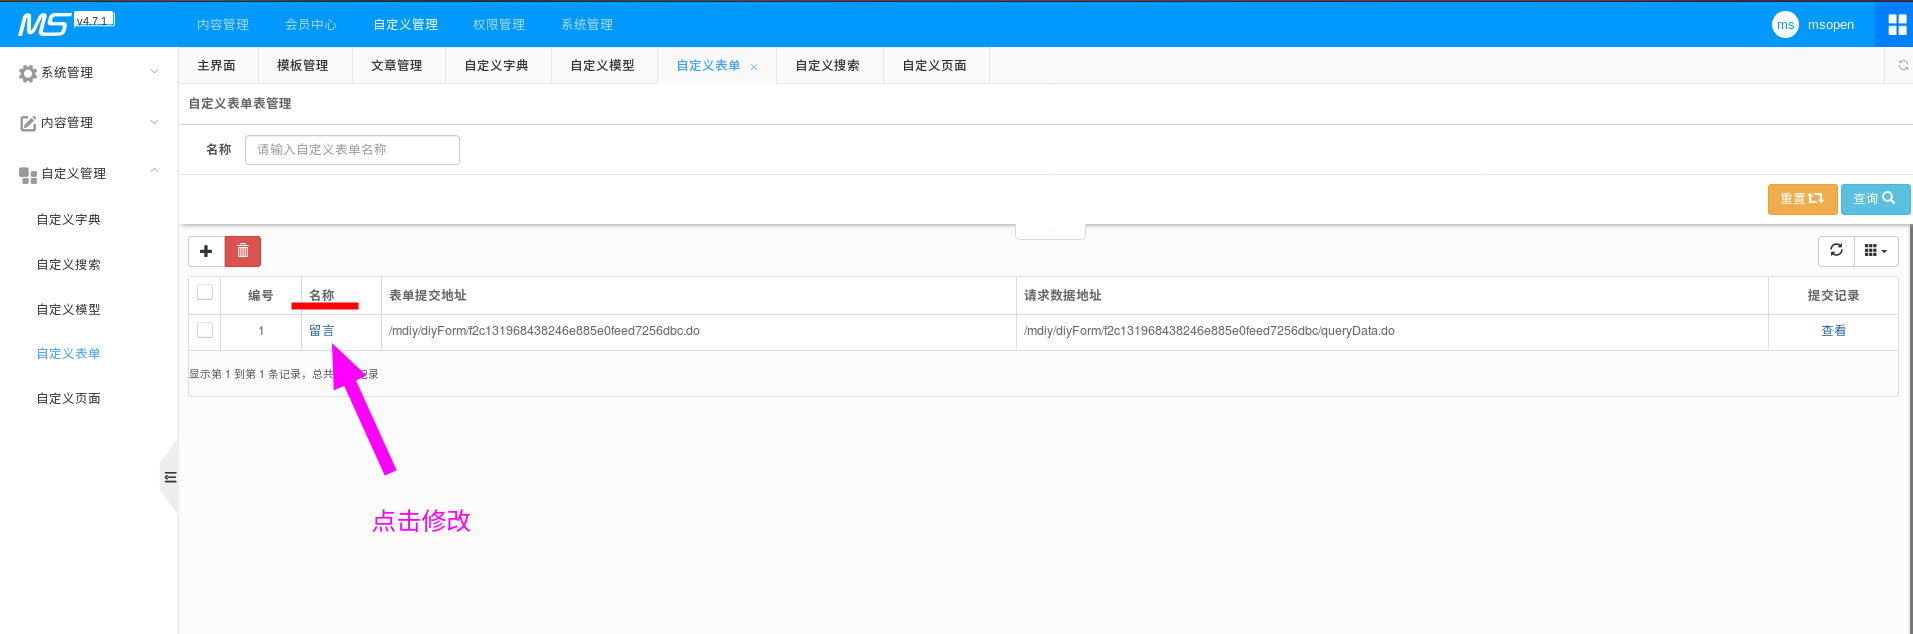 MS v4.7.1 内容管理 会员中心 自定义管理 权限管理 系统管理 ms msopen
系统管理
内容管理
自定义管理
自定义字典
自定义搜索
自定义模型
自定义表单
自定义页面
主界面 模板管理 文章管理 自定义字典 自定义模型 自定义表单 × 自定义搜索 自定义页面
自定义表单表管理
名称 请输入自定义表单名称
重置 查询
编号 名称 表单提交地址 请求数据地址 提交记录
1 留言 /mdiy/diyForm/f2c131968438246e885e0feed7256dbc.do /mdiy/diyForm/f2c131968438246e885e0feed7256dbc/queryData.do 查看
显示第 1 到第 1 条记录，总共 记录
点击修改